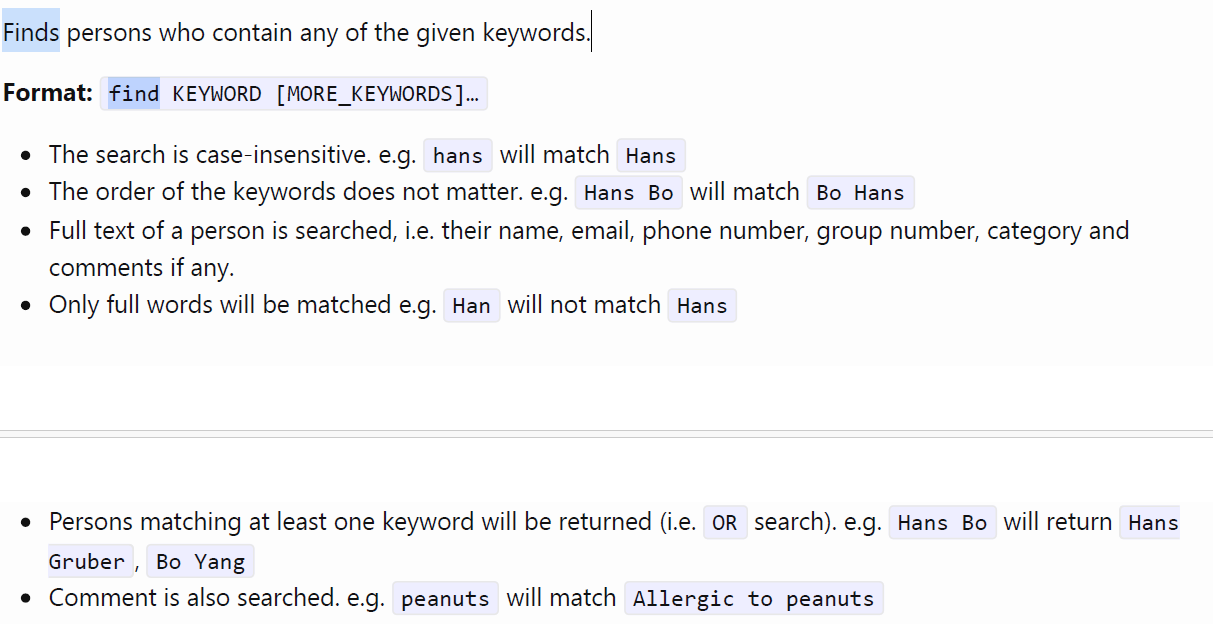 Finds persons who contain any of the given keywords.
Format: find KEYWORD [MORE_KEYWORDS]…
• The search is case-insensitive. e.g. hans will match Hans
• The order of the keywords does not matter. e.g. Hans Bo will match Bo Hans
• Full text of a person is searched, i.e. their name, email, phone number, group number, category and
comments if any.
• Only full words will be matched e.g. Han will not match Hans
• Persons matching at least one keyword will be returned (i.e. OR search). e.g. Hans Bo will return Hans
Gruber, Bo Yang
• Comment is also searched. e.g. peanuts will match Allergic to peanuts